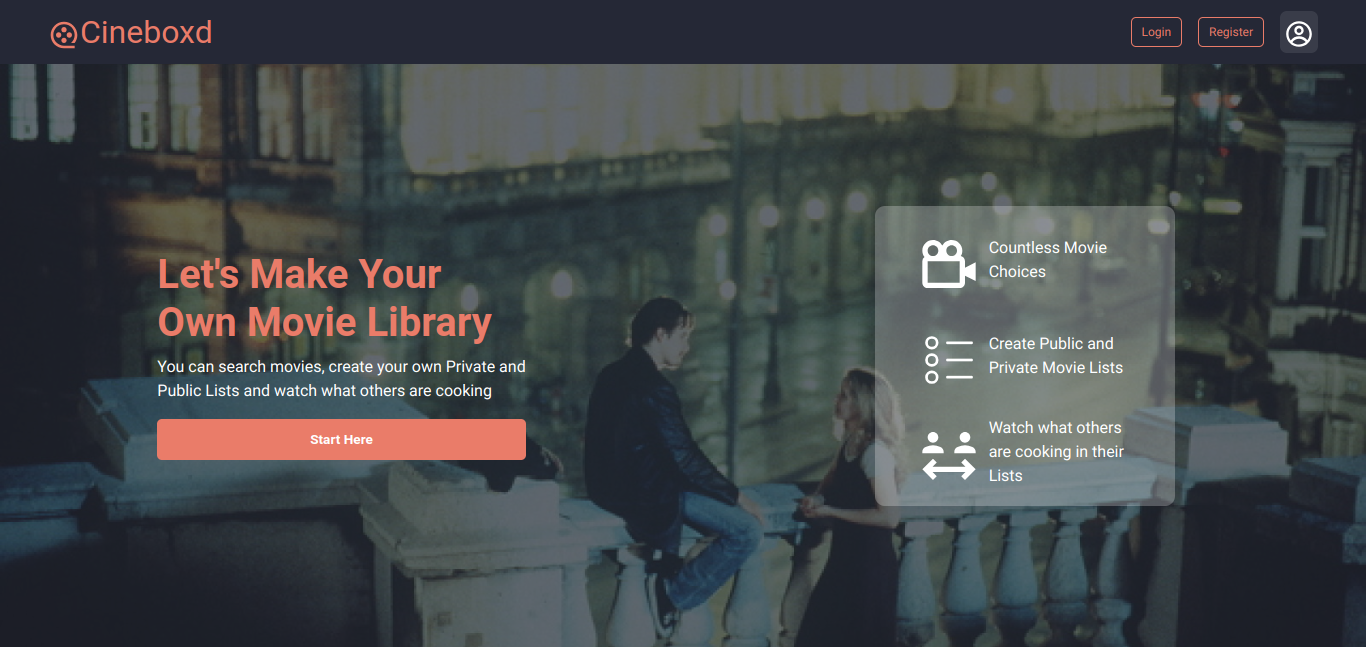 Cineboxd
Login
Register
Let's Make Your
Own Movie Library
You can search movies, create your own Private and
Public Lists and watch what others are cooking
Start Here
Countless Movie
Choices
Create Public and
Private Movie Lists
Watch what others
are cooking in their
Lists